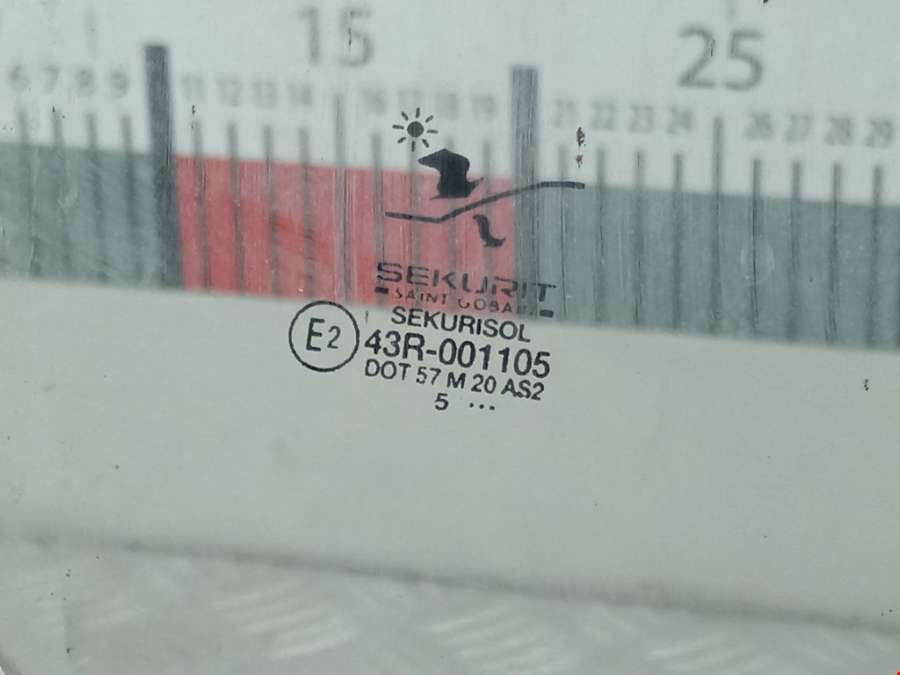 15 25
6 7 8 9 11 12 13 14 16 17 18 19 21 22 23 24 26 27 28 29
SEKURIT
SAINT GOBAIN
SEKURISOL
E2 43R-001105
DOT 57 M 20 AS2
5 ...